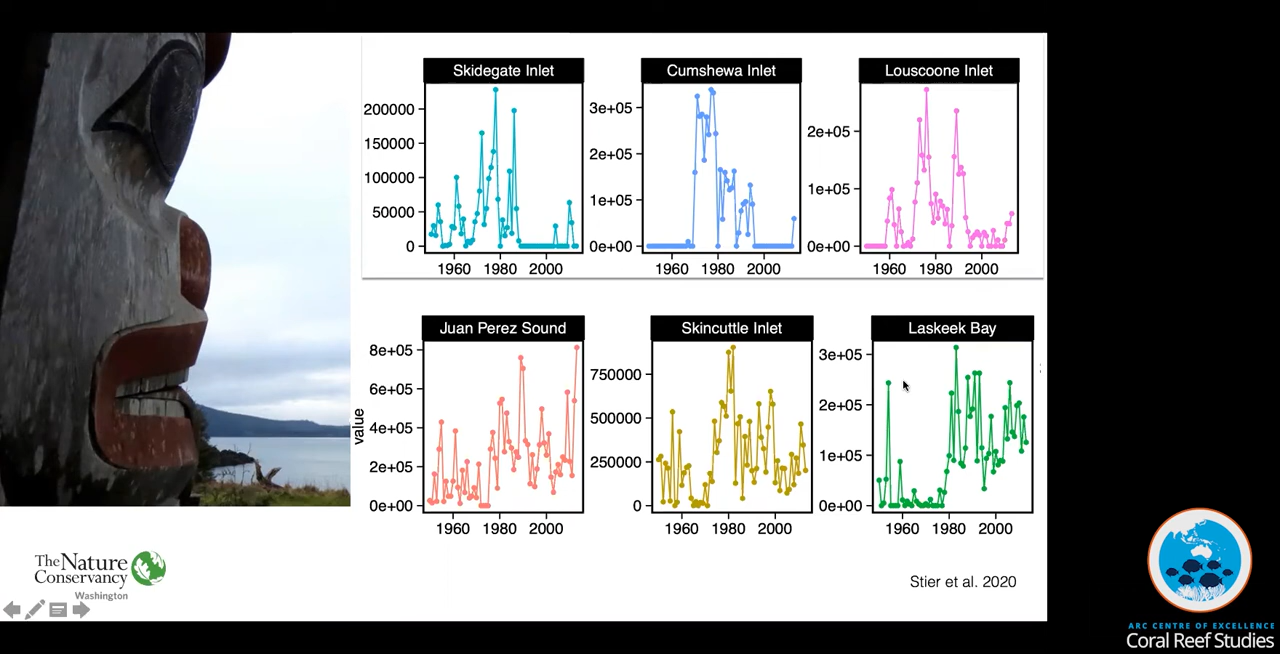 Skidegate Inlet
200000
150000
100000
50000
0
1960 1980 2000
Cumshewa Inlet
3e+05
2e+05
1e+05
0e+00
1960 1980 2000
Louscoone Inlet
2e+05
1e+05
0e+00
1960 1980 2000
value
Juan Perez Sound
8e+05
6e+05
4e+05
2e+05
0e+00
1960 1980 2000
Skincuttle Inlet
750000
500000
250000
0
1960 1980 2000
Laskeek Bay
3e+05
2e+05
1e+05
0e+00
1960 1980 2000
The Nature
Conservancy
Washington
Stier et al. 2020
ARC CENTRE OF EXCELLENCE
Coral Reef Studies